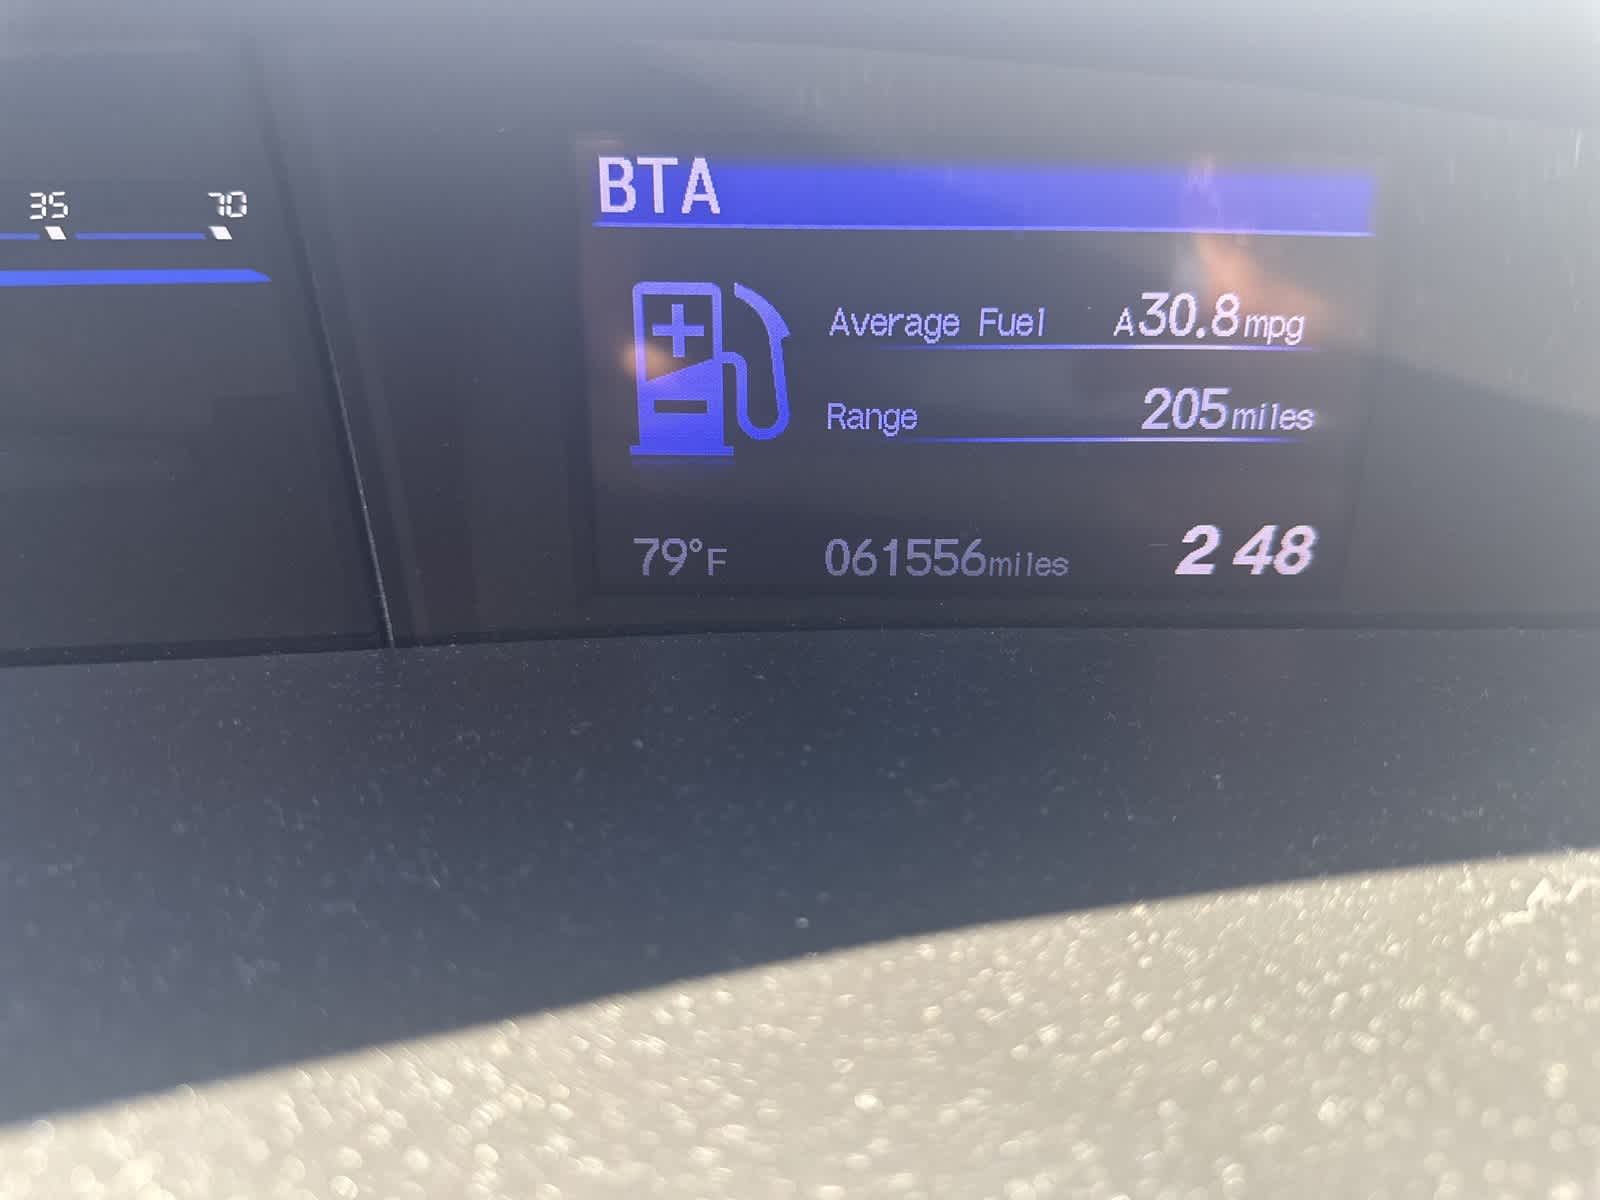 35 70
BTA
Average Fuel A30.8mpg
Range 205miles
79°F 061556miles 2 48